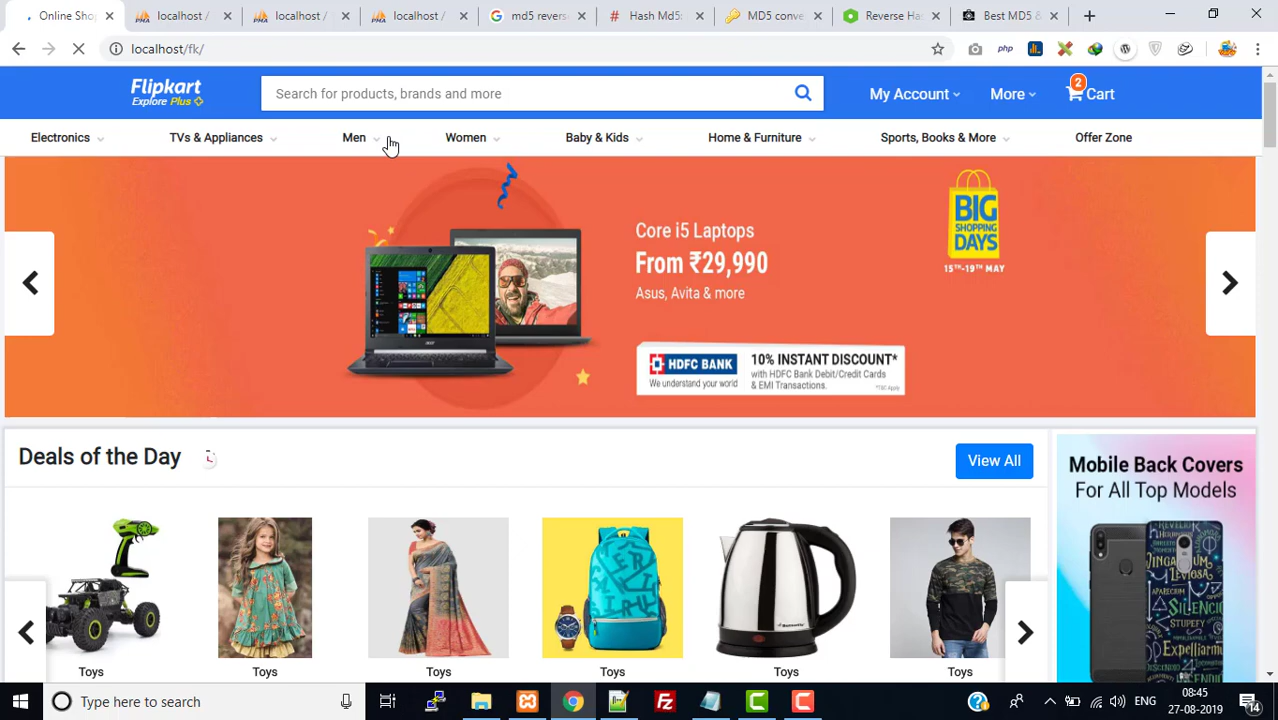 Online Shop
localhost /
localhost /
localhost /
md5 revers
Hash Md5:
MD5 conve
Reverse Ha
Best MD5 &
localhost/fk/
php
Flipkart
Explore Plus
Search for products, brands and more
My Account
More
2
Cart
Electronics
TVs & Appliances
Men
Women
Baby & Kids
Home & Furniture
Sports, Books & More
Offer Zone
Core i5 Laptops
From ₹29,990
Asus, Avita & more
BIG
SHOPPING
DAYS
15TH-19TH MAY
HDFC BANK
We understand your world
10% INSTANT DISCOUNT*
with HDFC Bank Debit/Credit Cards
& EMI Transactions.
*T&C Apply
Deals of the Day
View All
Mobile Back Covers
For All Top Models
Toys
Toys
Toys
Toys
Toys
Toys
Type here to search
ENG
08:45
27-08-2019
14